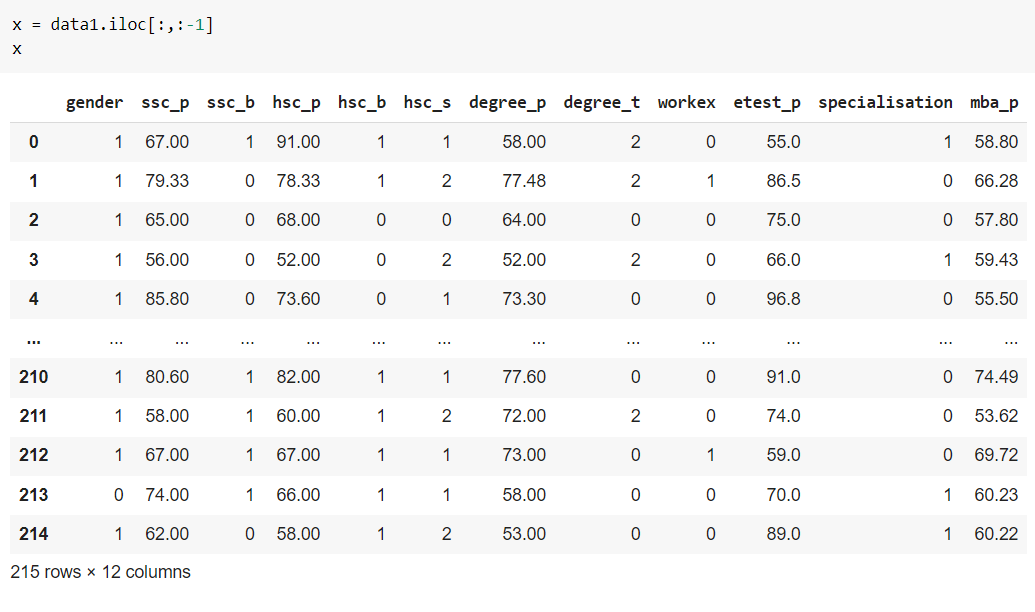 x = data1.iloc[:,:-1]
x
gender ssc_p ssc_b hsc_p hsc_b hsc_s degree_p degree_t workex etest_p specialisation mba_p
0 1 67.00 1 91.00 1 1 58.00 2 0 55.0 1 58.80
1 1 79.33 0 78.33 1 2 77.48 2 1 86.5 0 66.28
2 1 65.00 0 68.00 0 0 64.00 0 0 75.0 0 57.80
3 1 56.00 0 52.00 0 2 52.00 2 0 66.0 1 59.43
4 1 85.80 0 73.60 0 1 73.30 0 0 96.8 0 55.50
... ... ... ... ... ... ... ... ... ... ... ... ...
210 1 80.60 1 82.00 1 1 77.60 0 0 91.0 0 74.49
211 1 58.00 1 60.00 1 2 72.00 2 0 74.0 0 53.62
212 1 67.00 1 67.00 1 1 73.00 0 1 59.0 0 69.72
213 0 74.00 1 66.00 1 1 58.00 0 0 70.0 1 60.23
214 1 62.00 0 58.00 1 2 53.00 0 0 89.0 1 60.22
215 rows × 12 columns